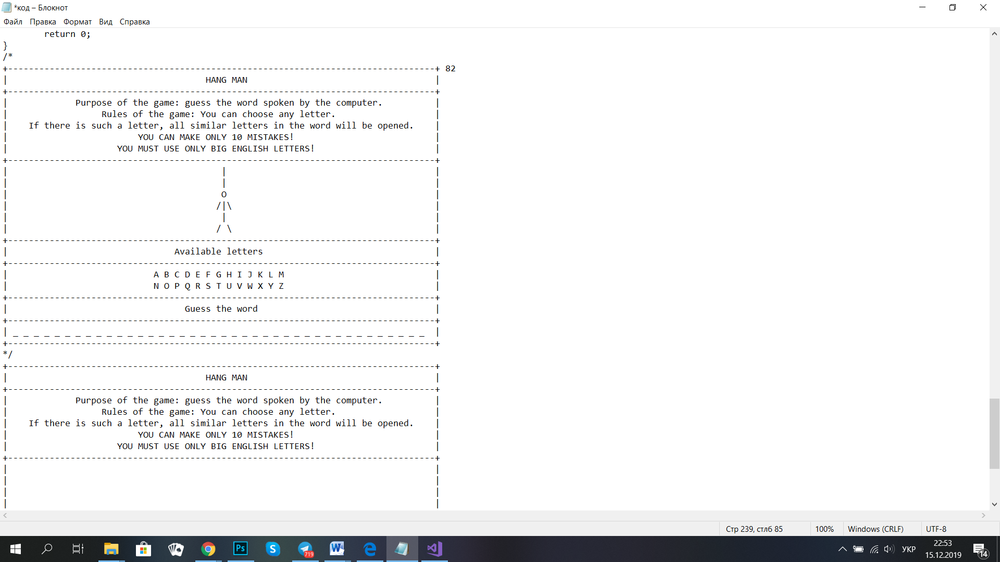 *код – Блокнот
Файл Правка Формат Вид Справка
        return 0;
}
/*
+----------------------------------------------------------------------------------+ 82
|                                      HANG MAN                                    |
+----------------------------------------------------------------------------------+
|             Purpose of the game: guess the word spoken by the computer.          |
|                  Rules of the game: You can choose any letter.                   |
|    If there is such a letter, all similar letters in the word will be opened.    |
|                         YOU CAN MAKE ONLY 10 MISTAKES!                           |
|                     YOU MUST USE ONLY BIG ENGLISH LETTERS!                       |
+----------------------------------------------------------------------------------+
|                                         |                                        |
|                                         |                                        |
|                                         O                                        |
|                                        /|\                                       |
|                                         |                                        |
|                                        / \                                       |
+----------------------------------------------------------------------------------+
|                                Available letters                                 |
+----------------------------------------------------------------------------------+
|                            A B C D E F G H I J K L M                             |
|                            N O P Q R S T U V W X Y Z                             |
+----------------------------------------------------------------------------------+
|                                  Guess the word                                  |
+----------------------------------------------------------------------------------+
| _ _ _ _ _ _ _ _ _ _ _ _ _ _ _ _ _ _ _ _ _ _ _ _ _ _ _ _ _ _ _ _ _ _ _ _ _ _ _ _  |
+----------------------------------------------------------------------------------+
*/
+----------------------------------------------------------------------------------+
|                                      HANG MAN                                    |
+----------------------------------------------------------------------------------+
|             Purpose of the game: guess the word spoken by the computer.          |
|                  Rules of the game: You can choose any letter.                   |
|    If there is such a letter, all similar letters in the word will be opened.    |
|                         YOU CAN MAKE ONLY 10 MISTAKES!                           |
|                     YOU MUST USE ONLY BIG ENGLISH LETTERS!                       |
+----------------------------------------------------------------------------------+
|                                                                                  |
|                                                                                  |
|                                                                                  |
|                                                                                  |
Стр 239, стлб 85 100% Windows (CRLF) UTF-8
Ps S 719 W УКР 22:53
15.12.2019 14